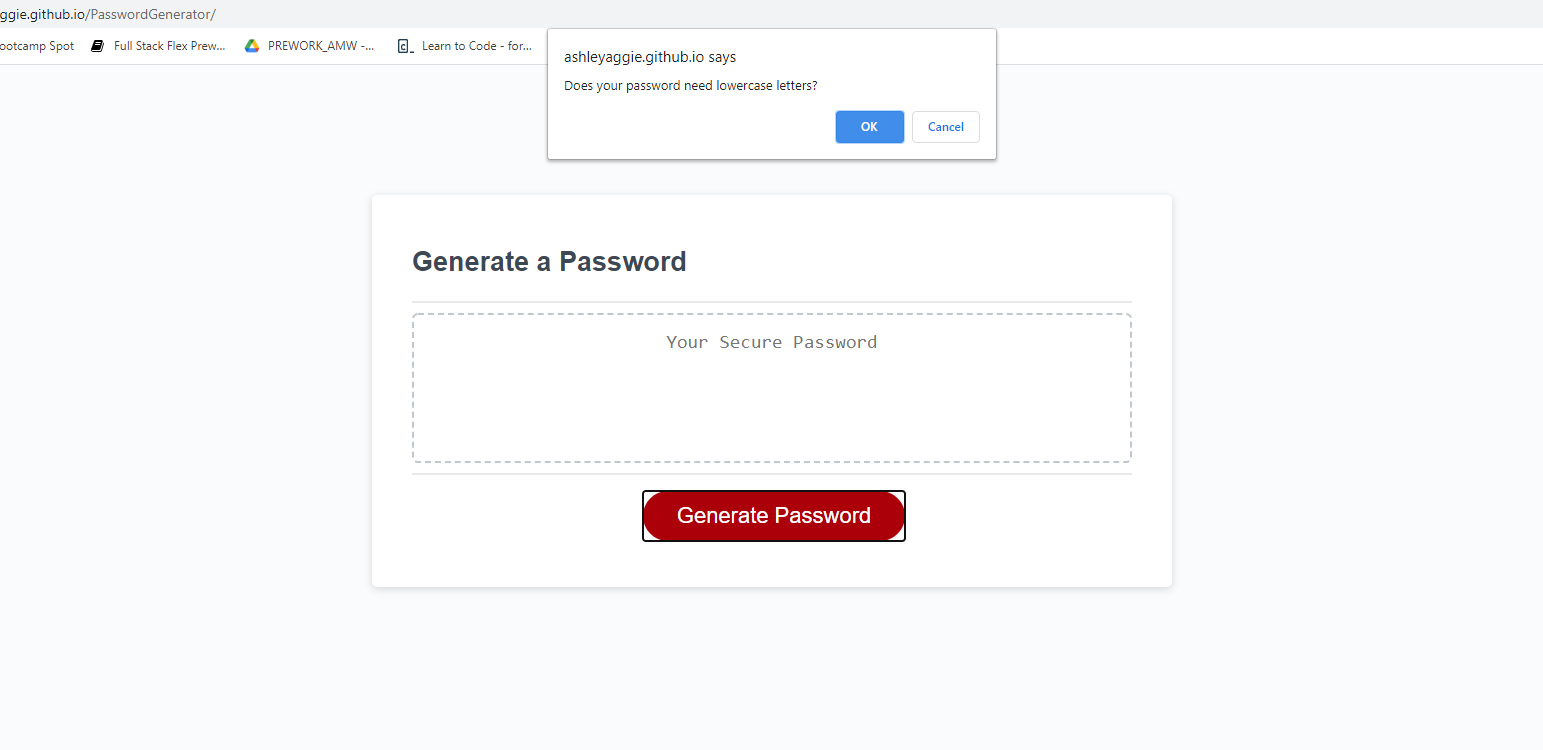 ggie.github.io/PasswordGenerator/
ootcamp Spot Full Stack Flex Prew... PREWORK_AMW -... Learn to Code - for...
ashleyaggie.github.io says
Does your password need lowercase letters?
OK Cancel
Generate a Password
Your Secure Password
Generate Password